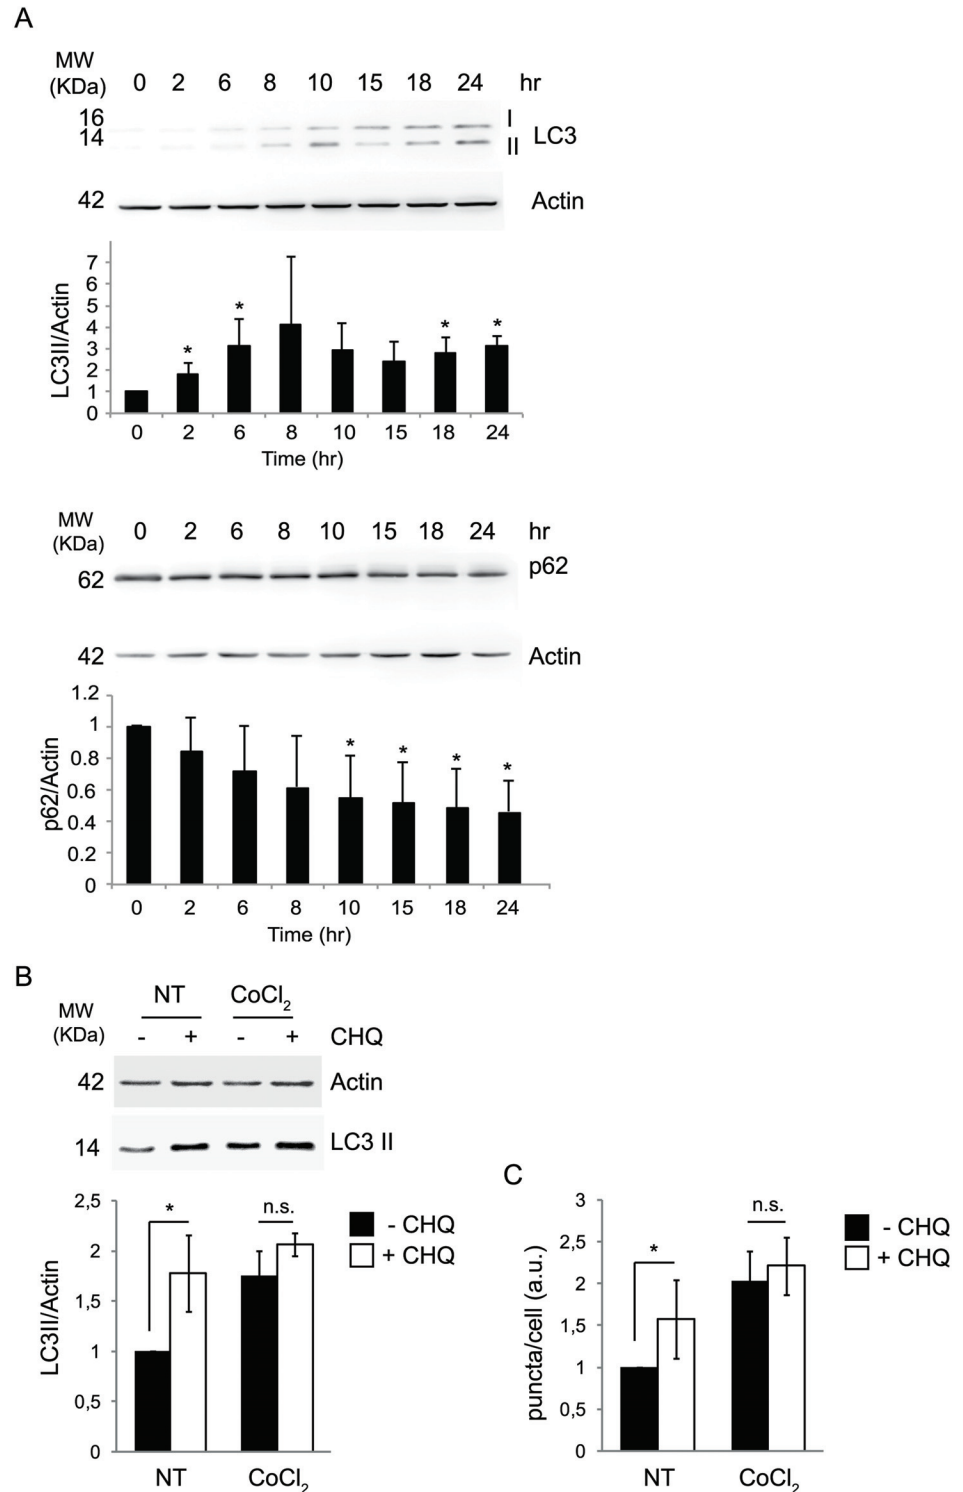 A
MW
(KDa)
0 2 6 8 10 15 18 24 hr
16
14
I
II
LC3
42
Actin
LC3II/Actin
7
6
5
4
3
2
1
0
* * * *
0 2 6 8 10 15 18 24
Time (hr)
MW
(KDa)
0 2 6 8 10 15 18 24 hr
62
p62
42
Actin
p62/Actin
1.2
1
0.8
0.6
0.4
0.2
0
* * * *
0 2 6 8 10 15 18 24
Time (hr)
B
MW
(KDa)
NT CoCl₂
- + - + CHQ
42
Actin
14
LC3 II
LC3II/Actin
2,5
2
1,5
1
0,5
0
* n.s.
- CHQ
+ CHQ
NT CoCl₂
C
puncta/cell (a.u.)
3
2,5
2
1,5
1
0,5
0
* n.s.
- CHQ
+ CHQ
NT CoCl₂